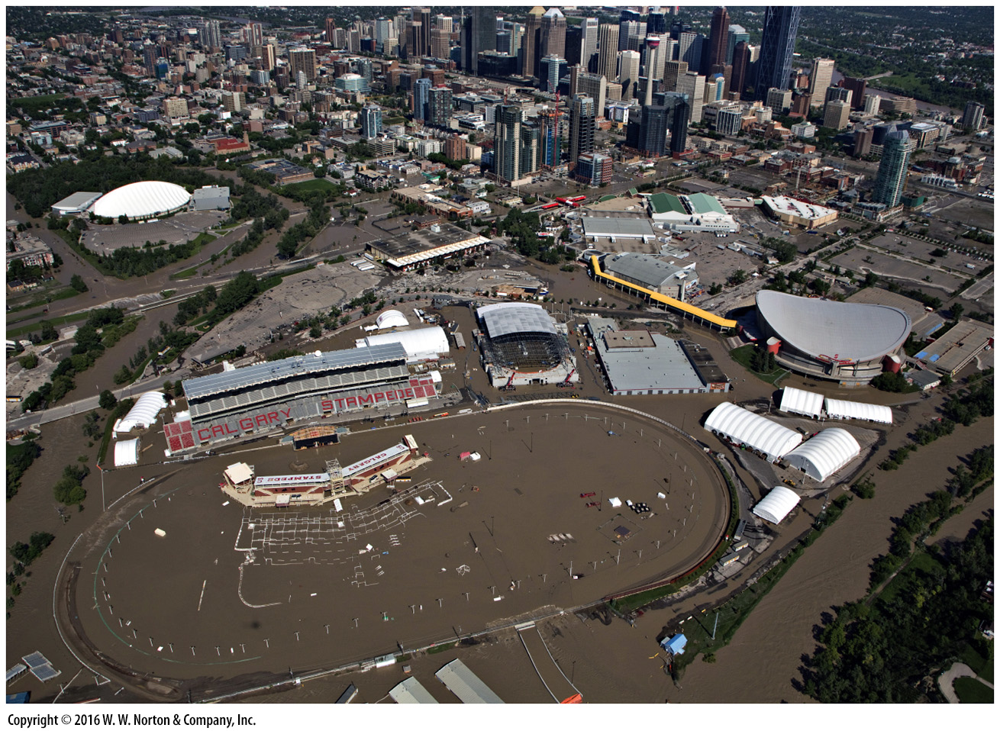 CALGARY STAMPEDE
STAMPEDE CALGARY
Copyright © 2016 W. W. Norton & Company, Inc.